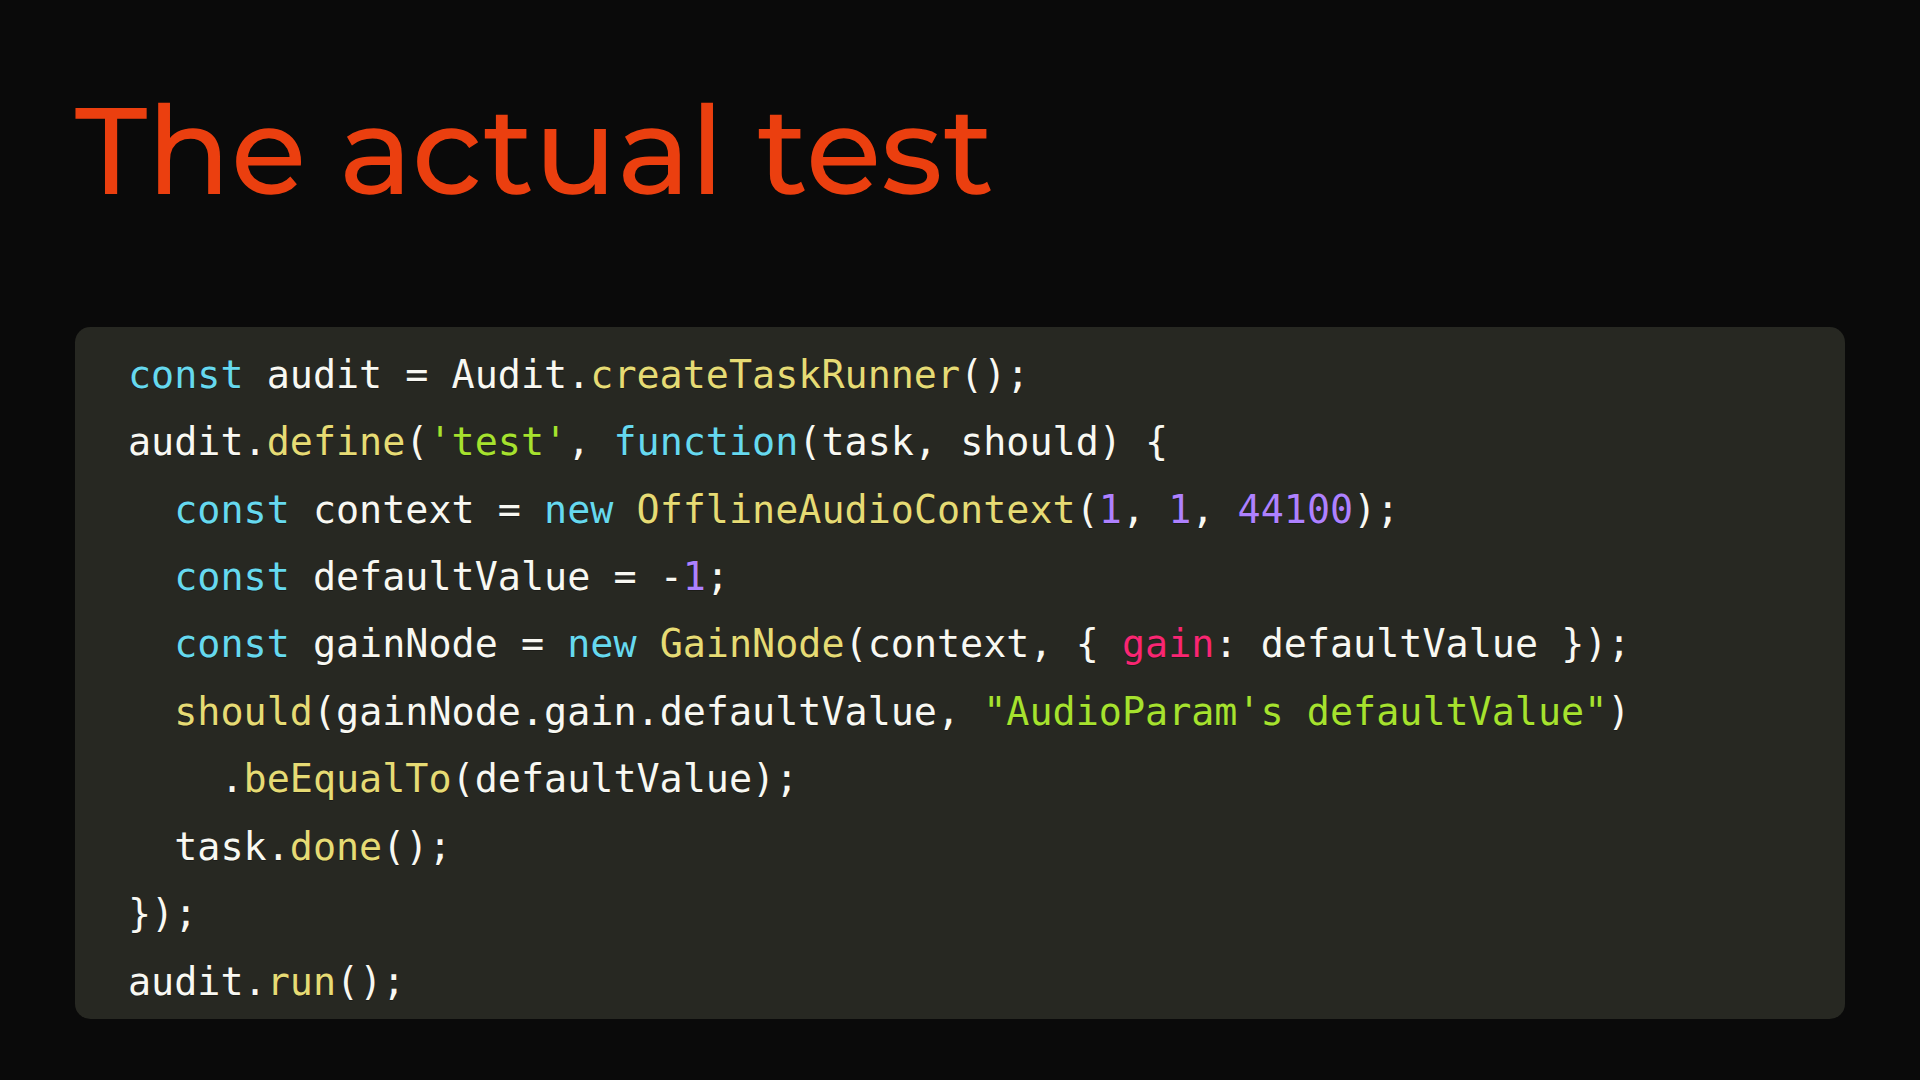 The actual test
const audit = Audit.createTaskRunner();
audit.define('test', function(task, should) {
  const context = new OfflineAudioContext(1, 1, 44100);
  const defaultValue = -1;
  const gainNode = new GainNode(context, { gain: defaultValue });
  should(gainNode.gain.defaultValue, "AudioParam's defaultValue")
    .beEqualTo(defaultValue);
  task.done();
});
audit.run();